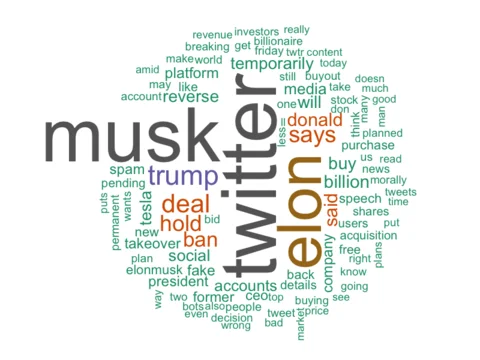 revenue investors really
breaking get billionaire
make world friday twtr content
amid platform temporarily today
may like still buyout take doesn
account reverse media much
one will stock many good
don man
musk twitter less= donald think planned
says purchase
spam trump elon buy us read
pending billion news morally
puts wants tesla deal said speech tweets
permanent hold bid shares time
new ban users put
takeover company acquisition
plan social free plans
elonmusk fake back right
president accounts details know
way two former ceo top buying going
bots also people see
even decision tweet market price
wrong bad